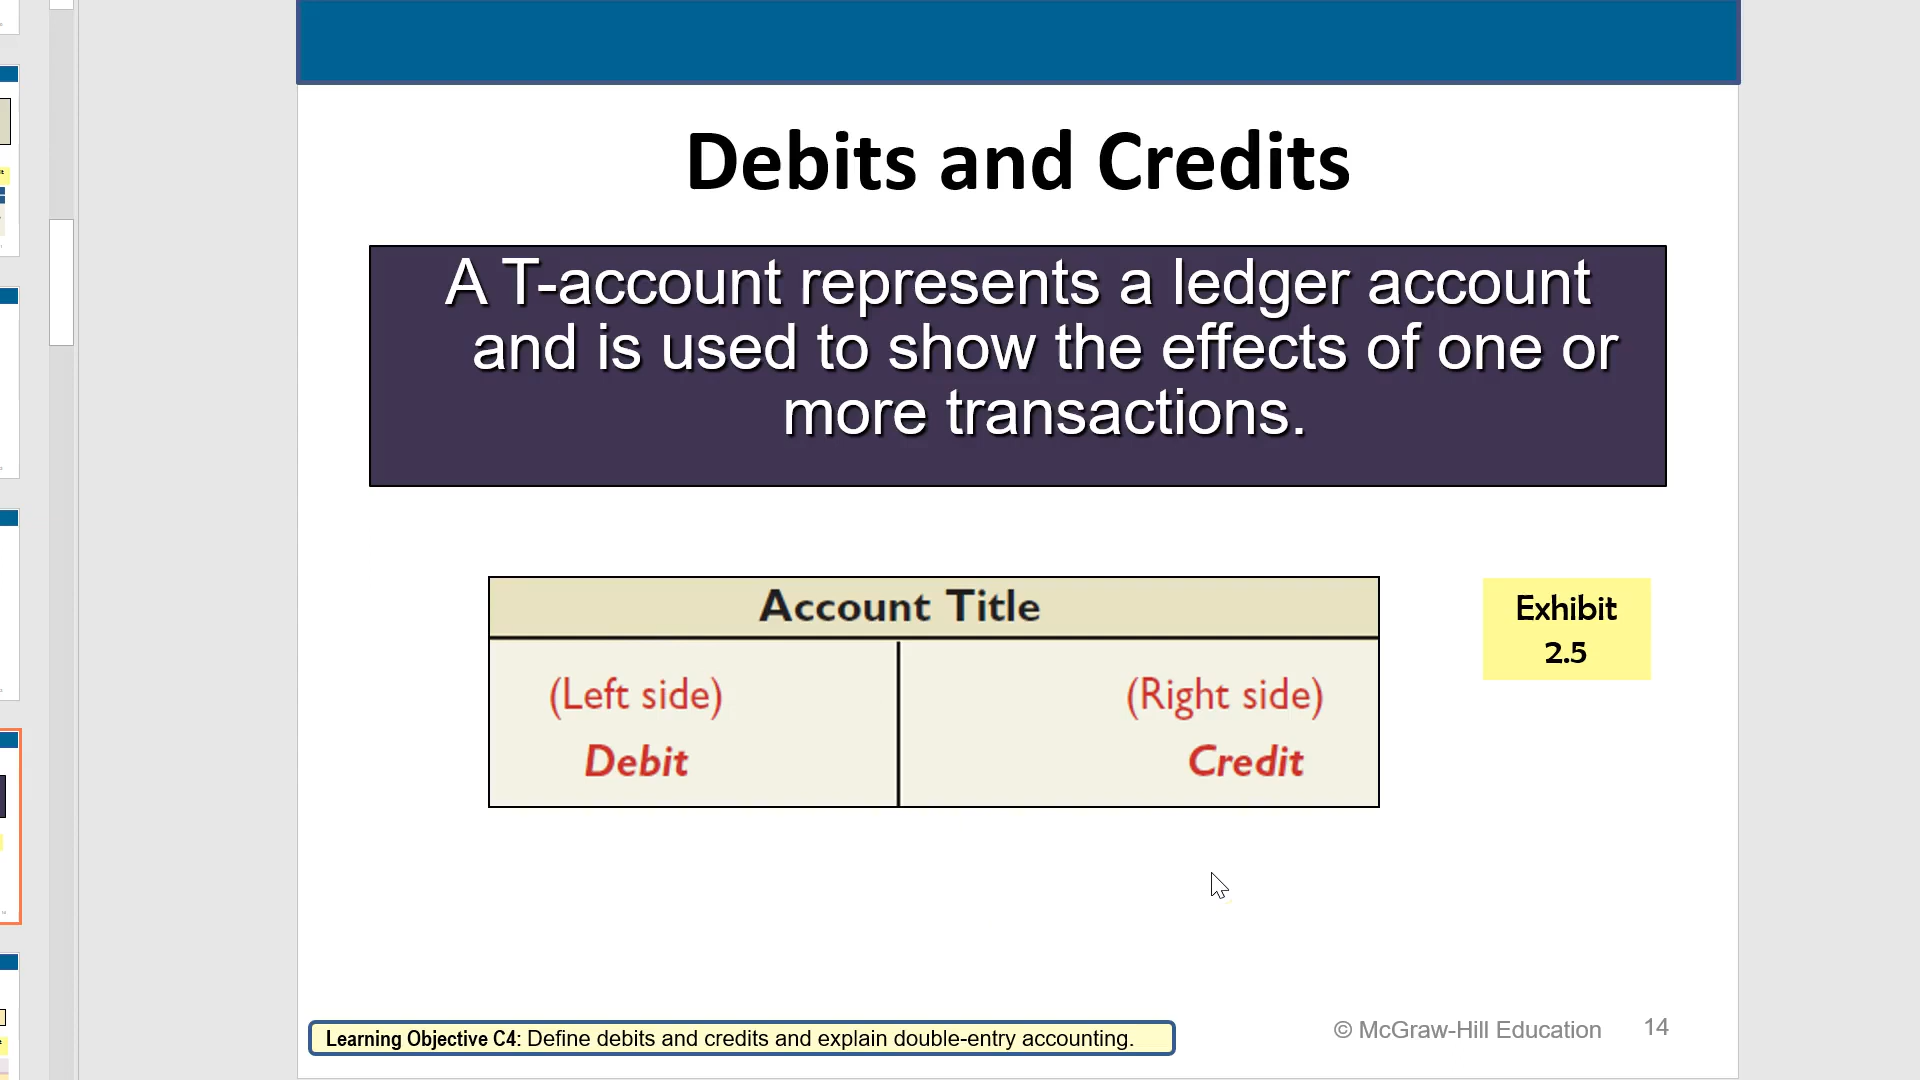 Debits and Credits
A T-account represents a ledger account
and is used to show the effects of one or
more transactions.
Account Title
(Left side)
(Right side)
Debit
Credit
Exhibit
2.5
Learning Objective C4: Define debits and credits and explain double-entry accounting.
© McGraw-Hill Education
14